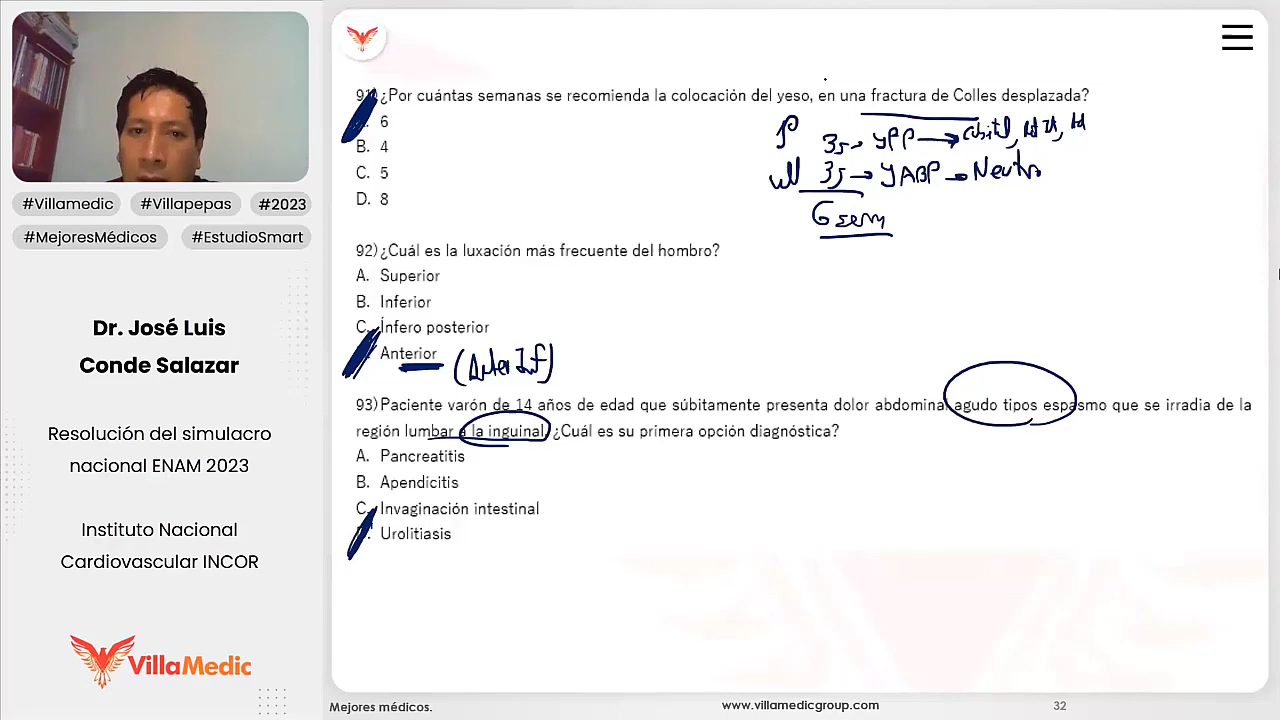 #Villamedic #Villapepas #2023
#MejoresMédicos #EstudioSmart
Dr. José Luis
Conde Salazar
Resolución del simulacro
nacional ENAM 2023
Instituto Nacional
Cardiovascular INCOR
VillaMedic
91)¿Por cuántas semanas se recomienda la colocación del yeso, en una fractura de Colles desplazada?
6
B. 4
C. 5
D. 8
3s → YPP →
3s → YABP → Neutro
6 sem
92)¿Cuál es la luxación más frecuente del hombro?
A. Superior
B. Inferior
C. Ínfero posterior
Anterior (Antero Inf)
93)Paciente varón de 14 años de edad que súbitamente presenta dolor abdominal agudo tipos espasmo que se irradia de la
región lumbar a la inguinal. ¿Cuál es su primera opción diagnóstica?
A. Pancreatitis
B. Apendicitis
C. Invaginación intestinal
Urolitiasis
Mejores médicos. www.villamedicgroup.com 32